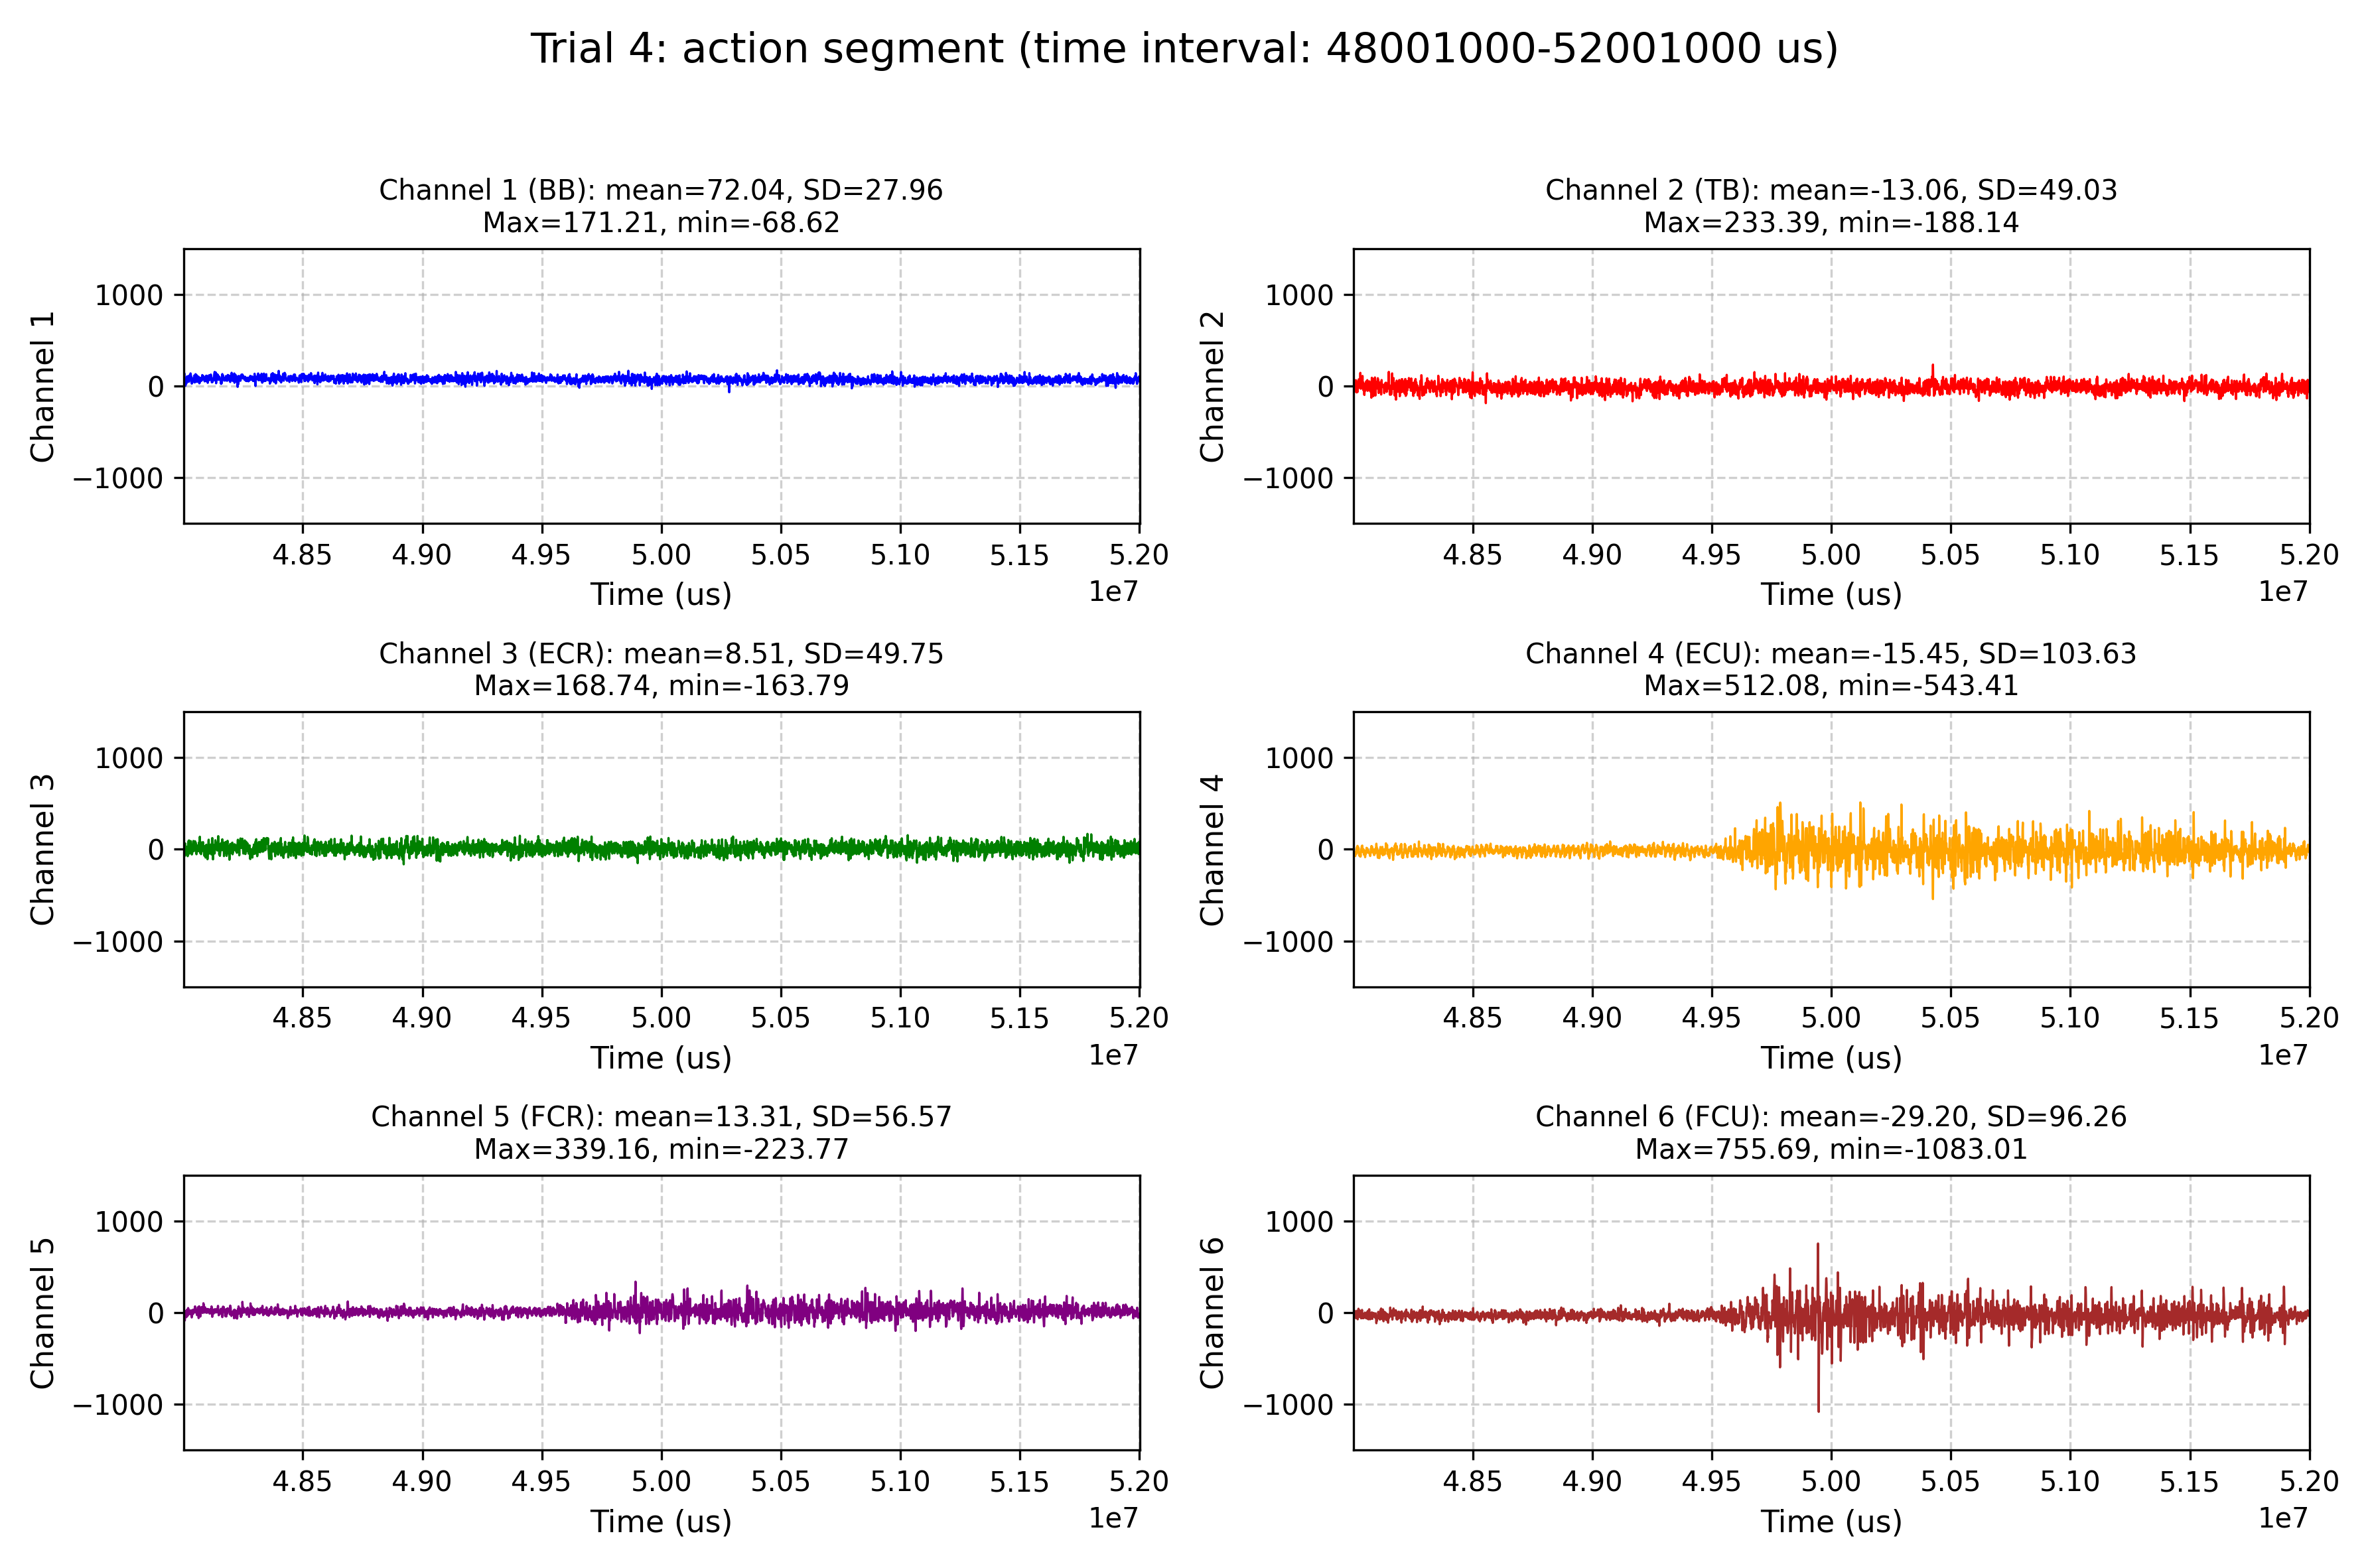 Trial 4: action segment (time interval: 48001000-52001000 us)
Channel 1 (BB): mean=72.04, SD=27.96
Max=171.21, min=-68.62
Channel 1
1000
0
−1000
4.85 4.90 4.95 5.00 5.05 5.10 5.15 5.20
1e7
Time (us)
Channel 2 (TB): mean=-13.06, SD=49.03
Max=233.39, min=-188.14
Channel 2
1000
0
−1000
4.85 4.90 4.95 5.00 5.05 5.10 5.15 5.20
1e7
Time (us)
Channel 3 (ECR): mean=8.51, SD=49.75
Max=168.74, min=-163.79
Channel 3
1000
0
−1000
4.85 4.90 4.95 5.00 5.05 5.10 5.15 5.20
1e7
Time (us)
Channel 4 (ECU): mean=-15.45, SD=103.63
Max=512.08, min=-543.41
Channel 4
1000
0
−1000
4.85 4.90 4.95 5.00 5.05 5.10 5.15 5.20
1e7
Time (us)
Channel 5 (FCR): mean=13.31, SD=56.57
Max=339.16, min=-223.77
Channel 5
1000
0
−1000
4.85 4.90 4.95 5.00 5.05 5.10 5.15 5.20
1e7
Time (us)
Channel 6 (FCU): mean=-29.20, SD=96.26
Max=755.69, min=-1083.01
Channel 6
1000
0
−1000
4.85 4.90 4.95 5.00 5.05 5.10 5.15 5.20
1e7
Time (us)